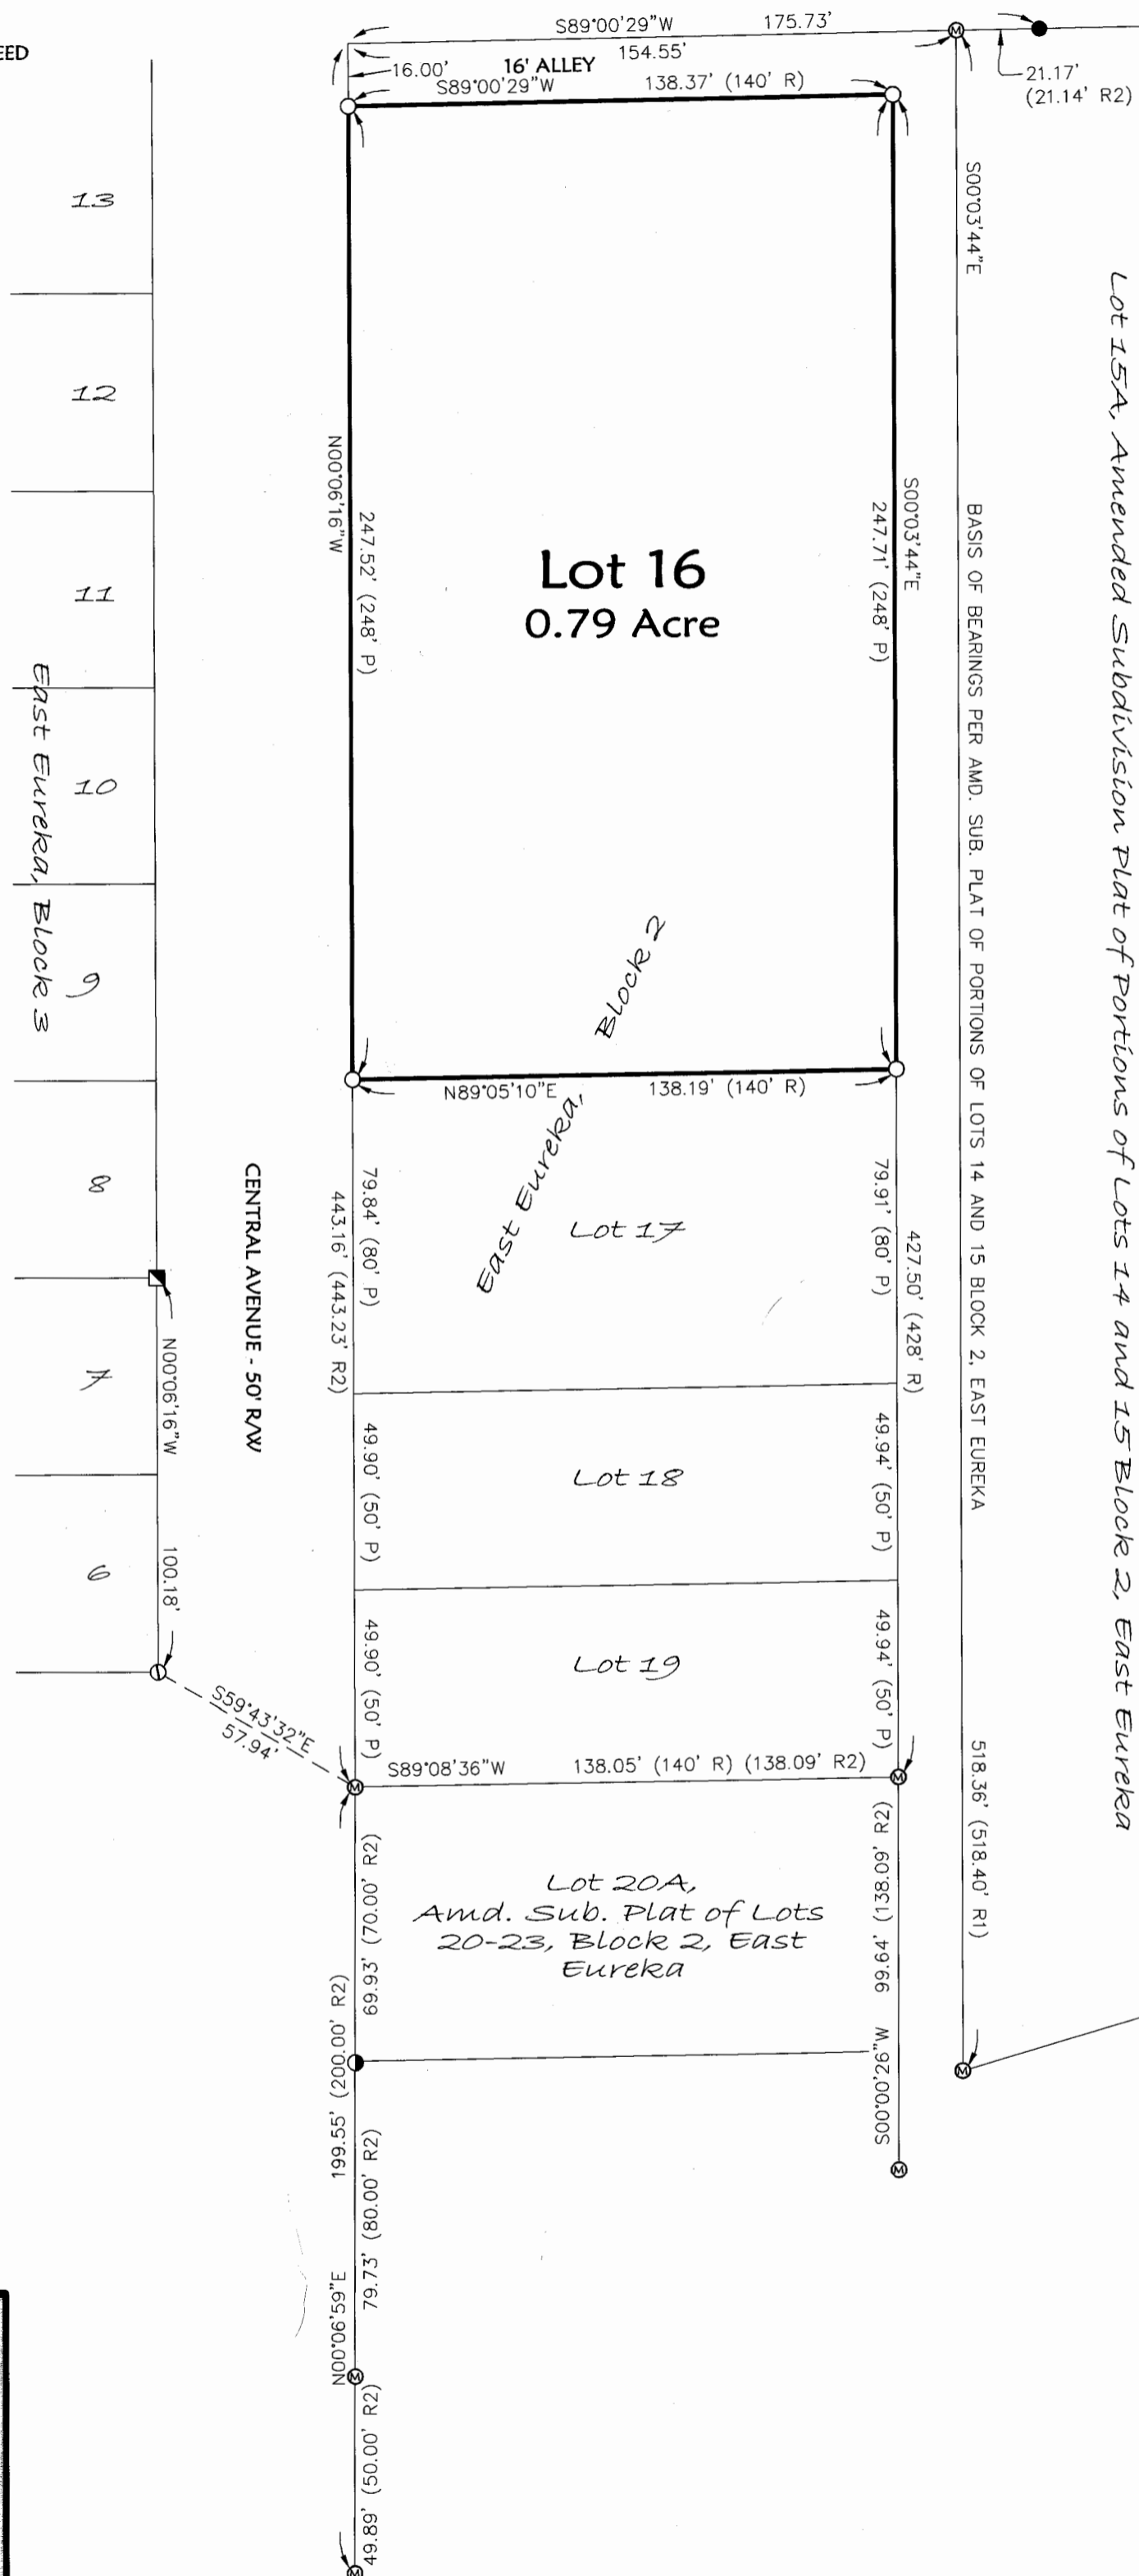 EED
S89°00'29"W 175.73'
154.55'
16.00'
16' ALLEY
S89°00'29"W 138.37' (140' R)
21.17'
(21.14' R2)
13
12
11
10
9
8
7
6
East Eureka, Block 3
N00°06'16"W
100.18'
CENTRAL AVENUE - 50' R/W
N00°06'16"W
247.52' (248' P)
Lot 16
0.79 Acre
S00°03'44"E
247.71' (248' P)
S00°03'44"E
BASIS OF BEARINGS PER AMD. SUB. PLAT OF PORTIONS OF LOTS 14 AND 15 BLOCK 2, EAST EUREKA
518.36' (518.40' R1)
Lot 15A, Amended Subdivision Plat of Portions of Lots 14 and 15 Block 2, East Eureka
East Eureka, Block 2
N89°05'10"E 138.19' (140' R)
79.84' (80' P)
443.16' (443.23' R2)
Lot 17
79.91' (80' P)
427.50' (428' R)
49.90' (50' P)
Lot 18
49.94' (50' P)
49.90' (50' P)
Lot 19
49.94' (50' P)
S59°43'32"E
57.94'
S89°08'36"W 138.05' (140' R) (138.09' R2)
69.93' (70.00' R2)
Lot 20A,
Amd. Sub. Plat of Lots
20-23, Block 2, East
Eureka
S00°00'26"W 99.64' (138.09' R2)
N00°06'59"E 199.55' (200.00' R2)
79.73' (80.00' R2)
49.89' (50.00' R2)